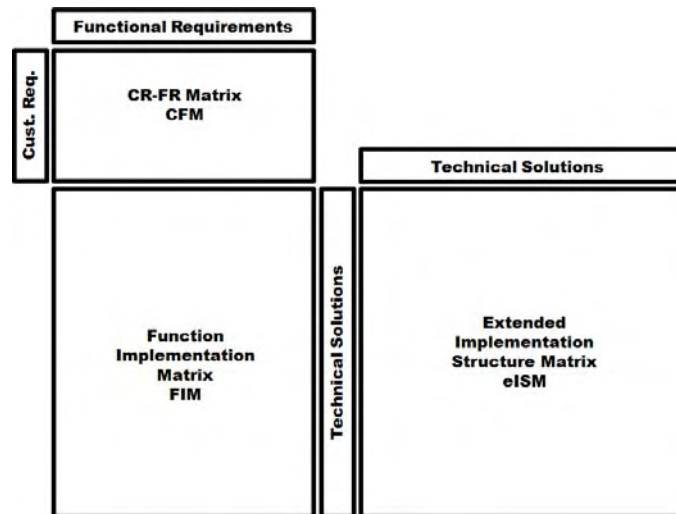 Functional Requirements
Cust. Req.
CR-FR Matrix
CFM
Technical Solutions
Function
Implementation
Matrix
FIM
Technical Solutions
Extended
Implementation
Structure Matrix
eISM